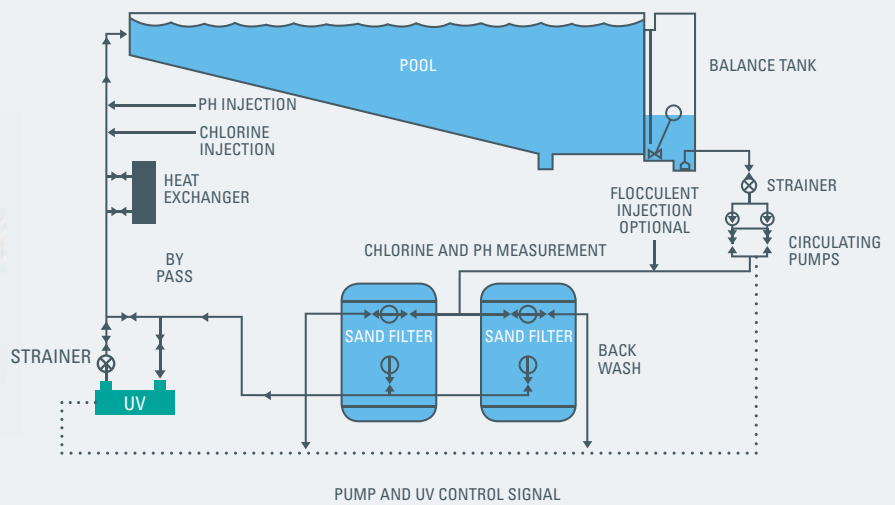 POOL
BALANCE TANK
PH INJECTION
CHLORINE
INJECTION
HEAT
EXCHANGER
STRAINER
FLOCCULENT
INJECTION
OPTIONAL
CIRCULATING
PUMPS
CHLORINE AND PH MEASUREMENT
BY
PASS
SAND FILTER
SAND FILTER
BACK
WASH
STRAINER
UV
PUMP AND UV CONTROL SIGNAL